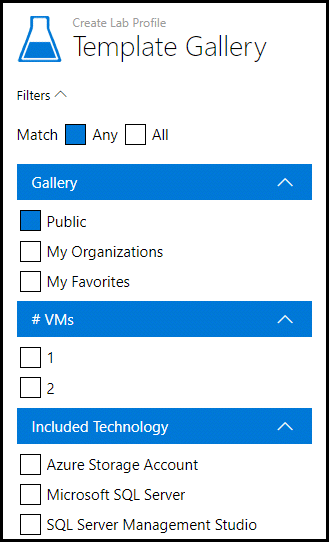 Create Lab Profile
Template Gallery
Filters
Match Any All
Gallery
Public
My Organizations
My Favorites
# VMs
1
2
Included Technology
Azure Storage Account
Microsoft SQL Server
SQL Server Management Studio